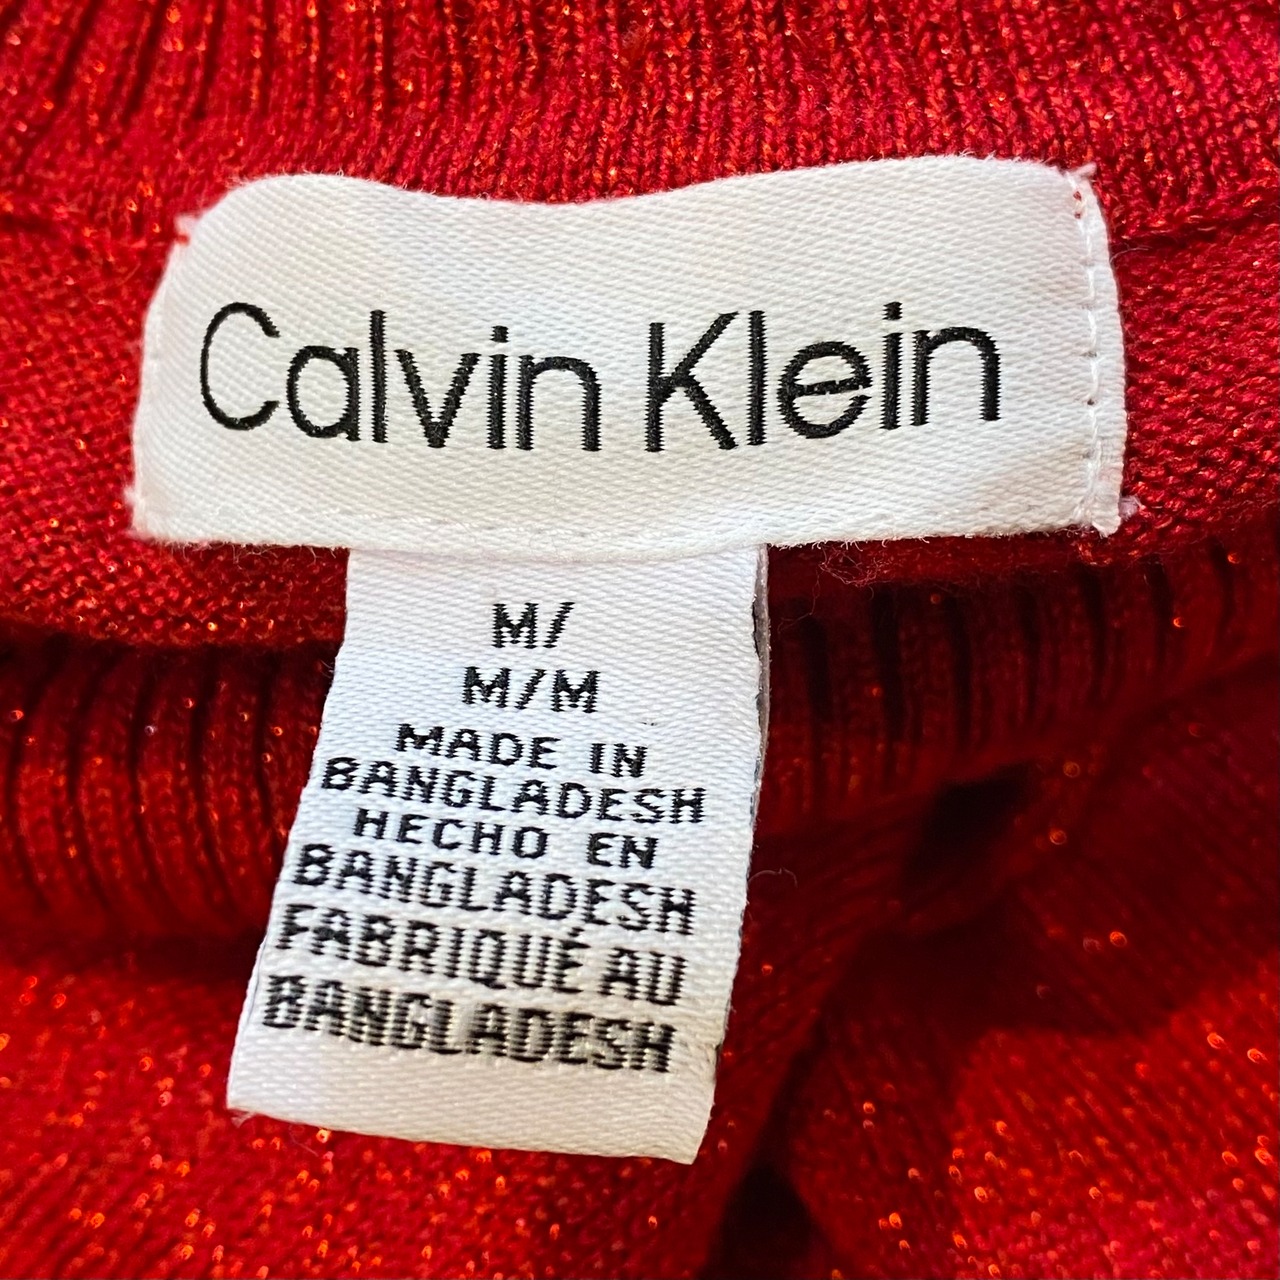 Calvin Klein
M/
M/M
MADE IN
BANGLADESH
HECHO EN
BANGLADESH
FABRIQUÉ AU
BANGLADESH